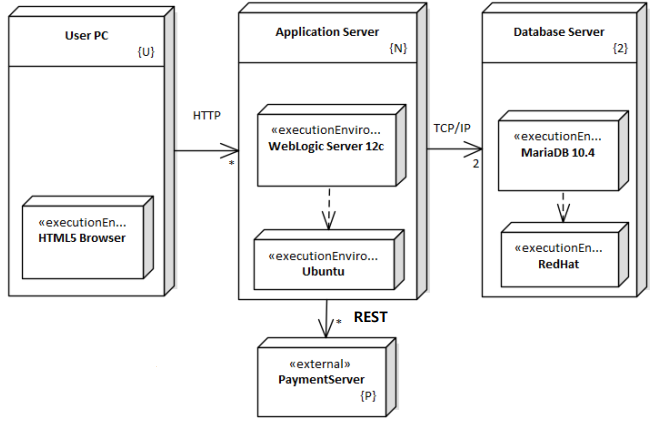 User PC
{U}
Application Server
{N}
Database Server
{2}
HTTP
*
TCP/IP
2
«executionEnviro...
WebLogic Server 12c
«executionEn...
MariaDB 10.4
«executionEn...
HTML5 Browser
«executionEnviro...
Ubuntu
«executionEn...
RedHat
* REST
«external»
PaymentServer
{P}